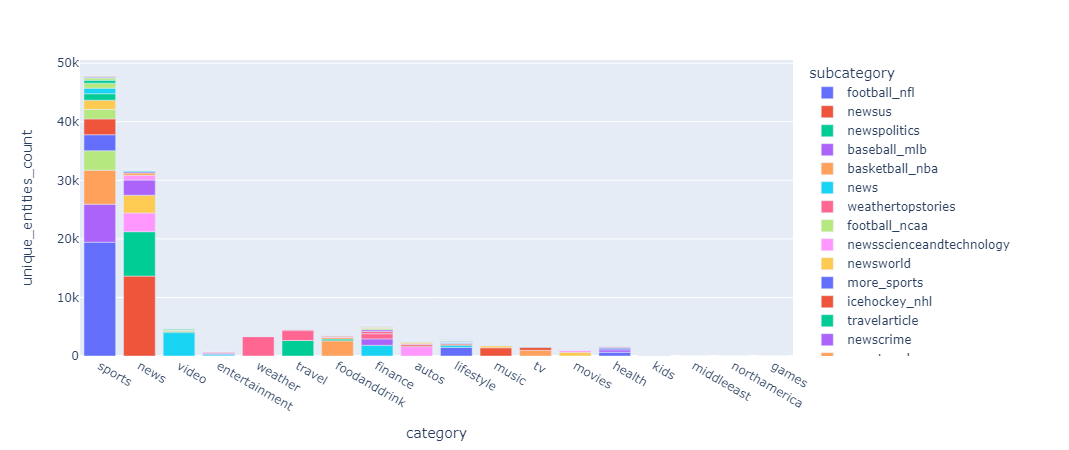 subcategory
football_nfl
newsus
newspolitics
baseball_mlb
basketball_nba
news
weathertopstories
football_ncaa
newsscienceandtechnology
newsworld
more_sports
icehockey_nhl
travelarticle
newscrime
unique_entities_count
50k
40k
30k
20k
10k
0
sports
news
video
entertainment
weather
travel
foodanddrink
finance
autos
lifestyle
music
tv
movies
health
kids
middleeast
northamerica
games
category